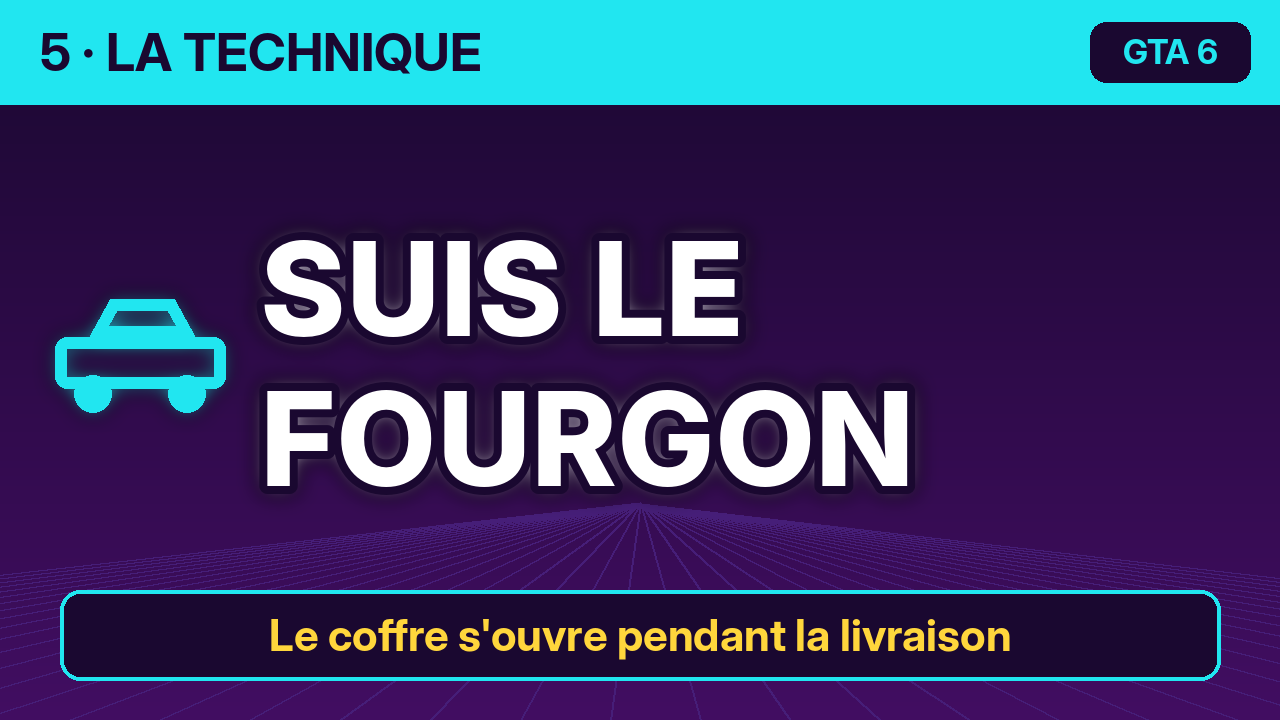 5 · LA TECHNIQUE
GTA 6
SUIS LE
FOURGON
Le coffre s'ouvre pendant la livraison